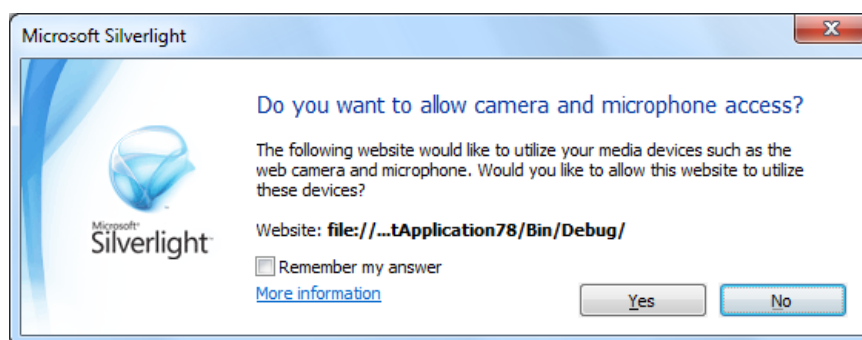 Microsoft Silverlight
Do you want to allow camera and microphone access?
The following website would like to utilize your media devices such as the
web camera and microphone. Would you like to allow this website to utilize
these devices?
Microsoft®
Silverlight™
Website: file://...tApplication78/Bin/Debug/
Remember my answer
More information
Yes
No